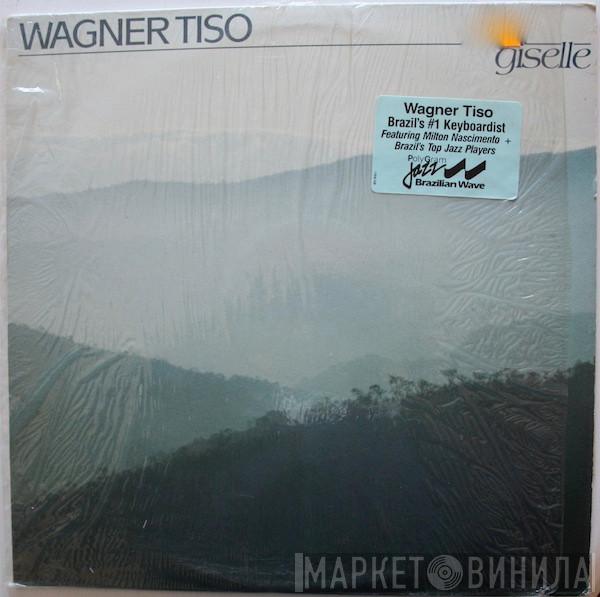 WAGNER TISO
giselle
Wagner Tiso
Brazil's #1 Keyboardist
Featuring Milton Nascimento +
Brazil's Top Jazz Players
PolyGram
Jazz
Brazilian Wave
МАРКЕТ ВИНИЛА